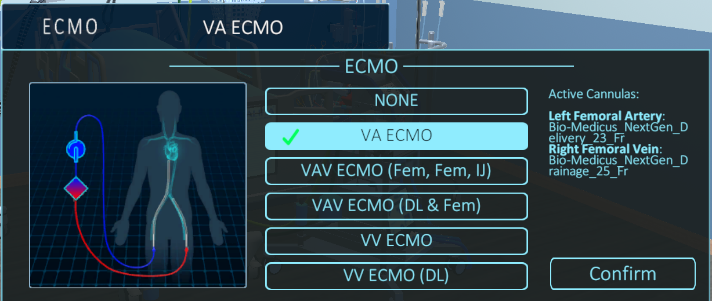 ECMO
VA ECMO
ECMO
NONE
VA ECMO
VAV ECMO (Fem, Fem, IJ)
VAV ECMO (DL & Fem)
VV ECMO
VV ECMO (DL)
Active Cannulas:
Left Femoral Artery:
Bio-Medicus_NextGen_D
elivery_23_Fr
Right Femoral Vein:
Bio-Medicus_NextGen_D
rainage_25_Fr
Confirm